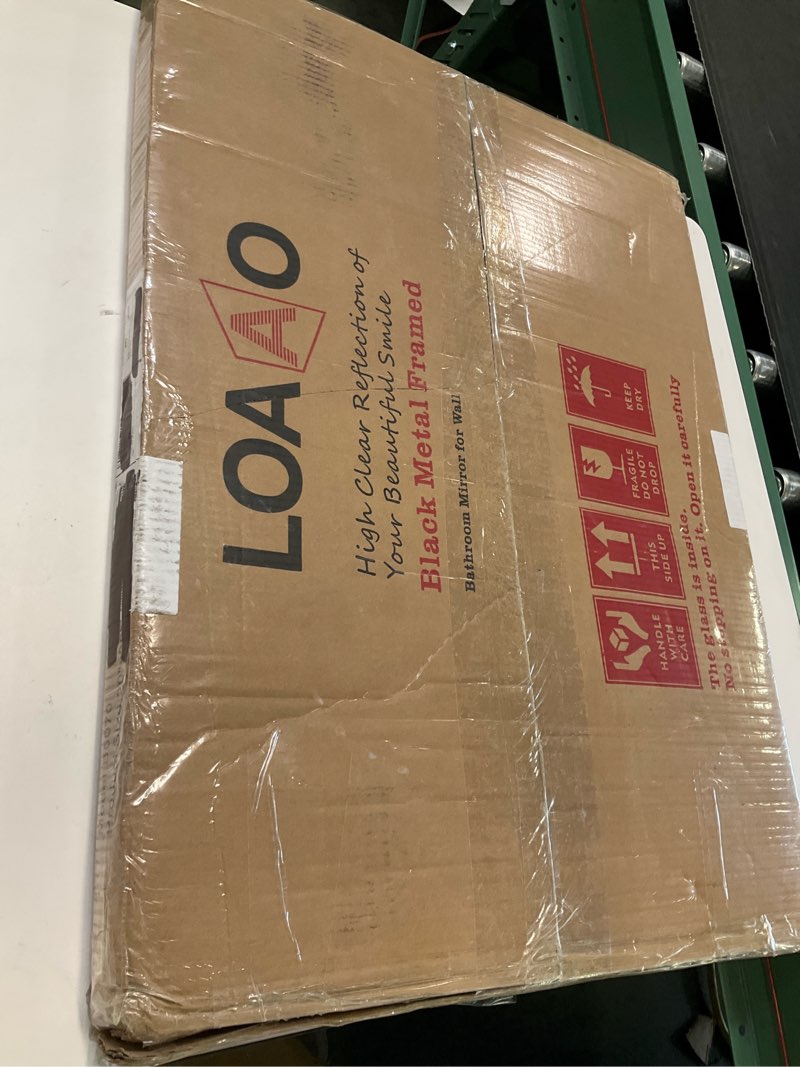 LOAAO
High Clear Reflection of
Your Beautiful Smile
Black Metal Framed
Bathroom Mirror for Wall
HANDLE
WITH
CARE
THIS
SIDE UP
FRAGILE
DO NOT
DROP
KEEP
DRY
The glass is inside.
No stepping on it. Open it carefully